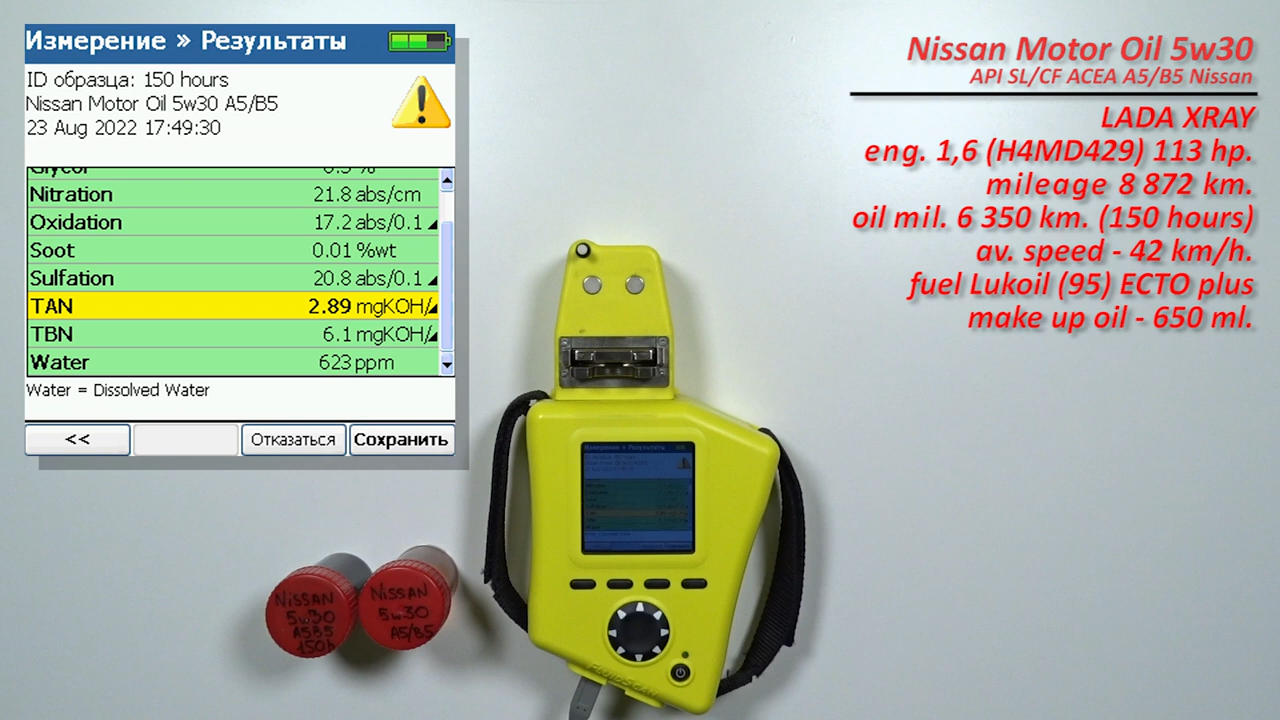 Измерение » Результаты
ID образца: 150 hours
Nissan Motor Oil 5w30 A5/B5
23 Aug 2022 17:49:30
Nitration 21.8 abs/cm
Oxidation 17.2 abs/0.1
Soot 0.01 %wt
Sulfation 20.8 abs/0.1
TAN 2.89 mgKOH/
TBN 6.1 mgKOH/
Water 623 ppm
Water = Dissolved Water
<< Отказаться Сохранить
Nissan Motor Oil 5w30
API SL/CF ACEA A5/B5 Nissan
LADA XRAY
eng. 1,6 (H4MD429) 113 hp.
mileage 8 872 km.
oil mil. 6 350 km. (150 hours)
av. speed - 42 km/h.
fuel Lukoil (95) ECTO plus
make up oil - 650 ml.
Измерение » Результаты
NISSAN
5w30
A5B5
150h
NISSAN
5w30
A5/B5
FLUIDSCAN